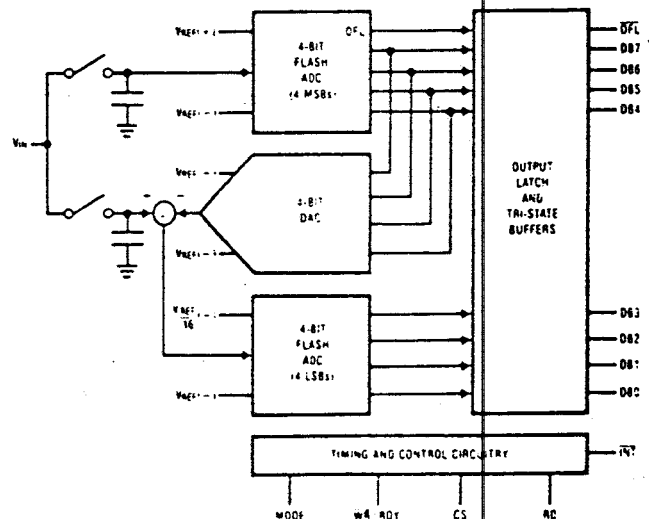 4-BIT
FLASH
ADC
(4 MSBs)
OFL
VIN
4-BIT
DAC
4-BIT
FLASH
ADC
(4 LSBs)
16
OUTPUT
LATCH
AND
TRI-STATE
BUFFERS
OFL
DB7
DB6
DB5
DB4
DB3
DB2
DB1
DB0
TIMING AND CONTROL CIRCUITRY
INT
MODE
RDY
CS
RD